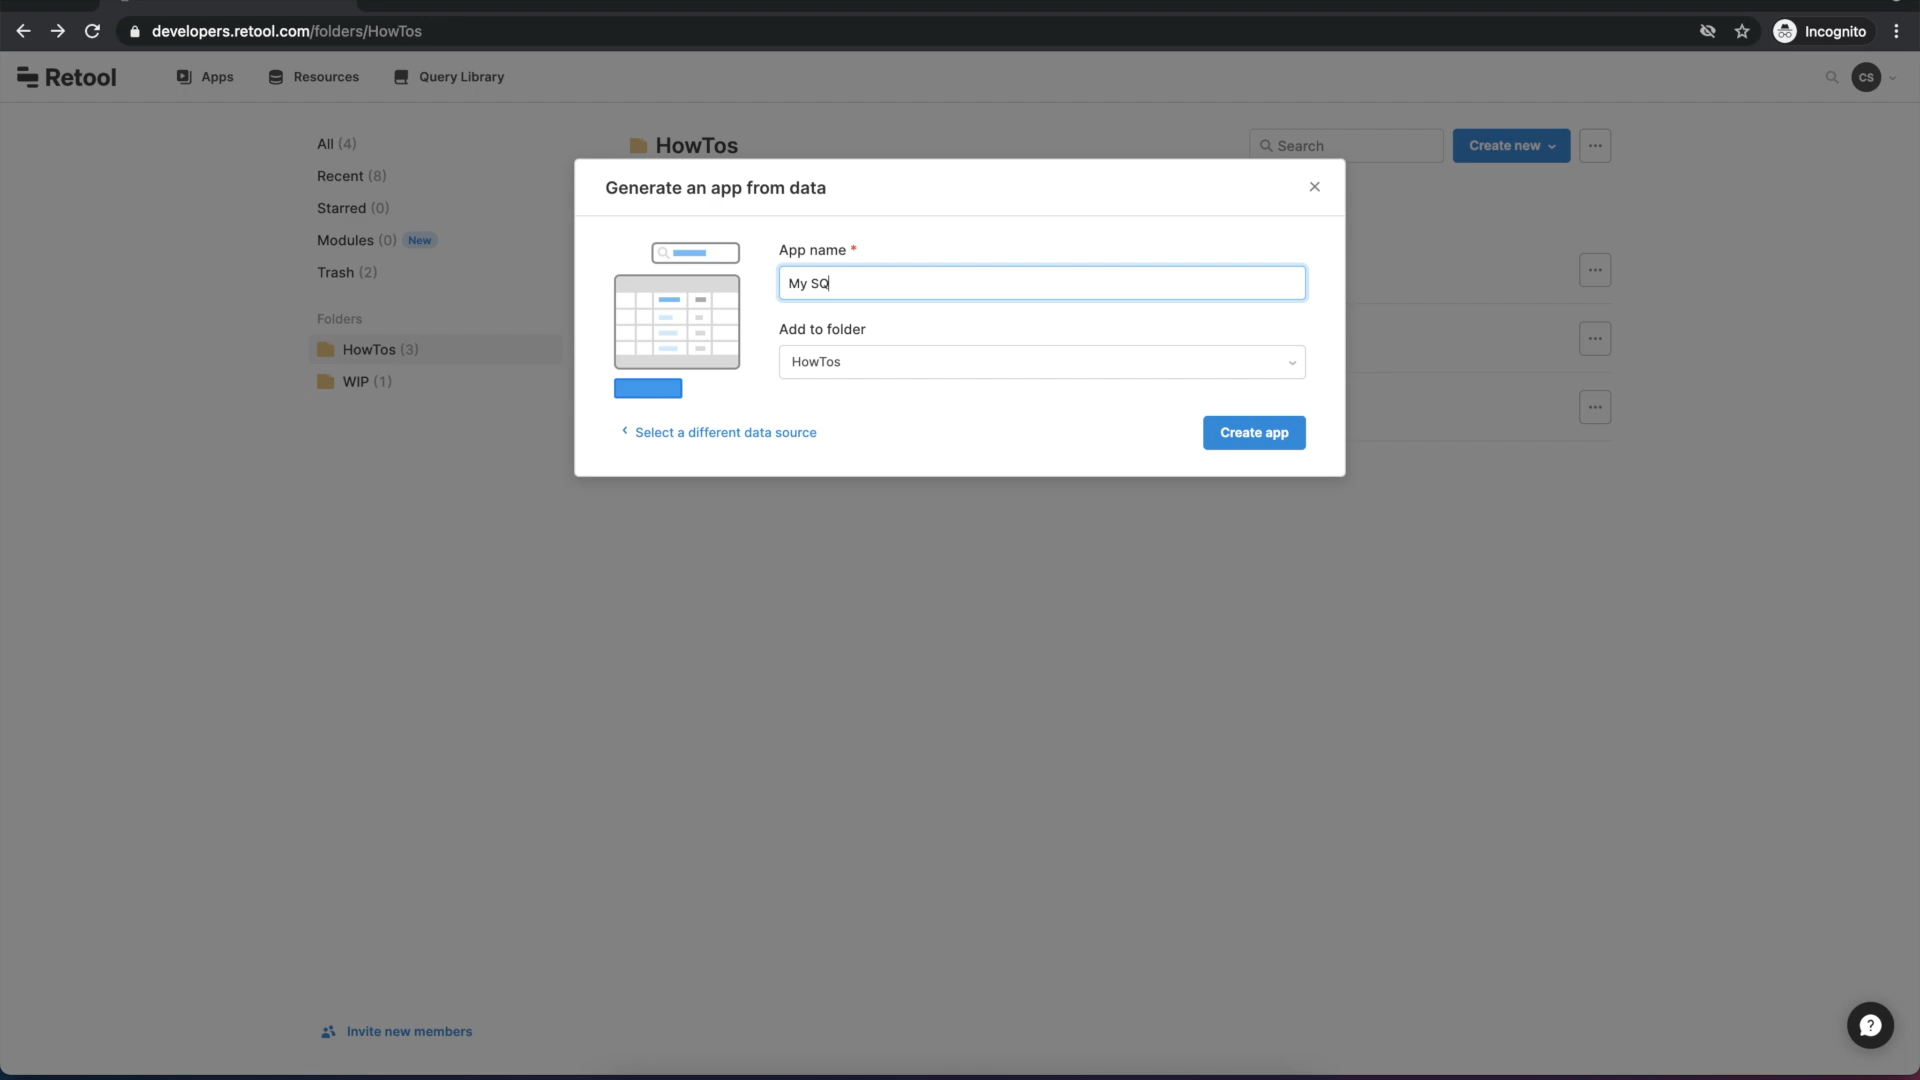 developers.retool.com/folders/HowTos
Incognito
Retool
Apps
Resources
Query Library
CS
All (4)
Recent (8)
Starred (0)
Modules (0) New
Trash (2)
Folders
HowTos (3)
WIP (1)
HowTos
Search
Create new
Generate an app from data
App name *
My SQ
Add to folder
HowTos
Select a different data source
Create app
Invite new members